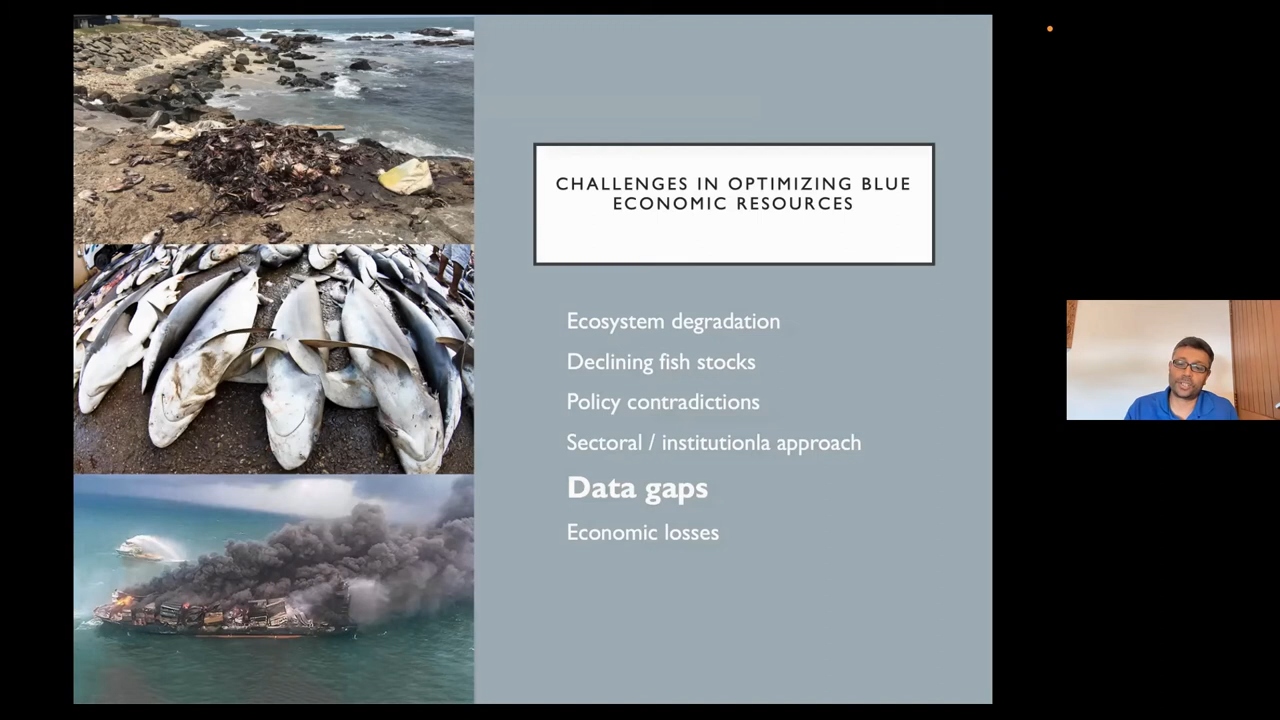 CHALLENGES IN OPTIMIZING BLUE
ECONOMIC RESOURCES
Ecosystem degradation
Declining fish stocks
Policy contradictions
Sectoral / institutionla approach
Data gaps
Economic losses